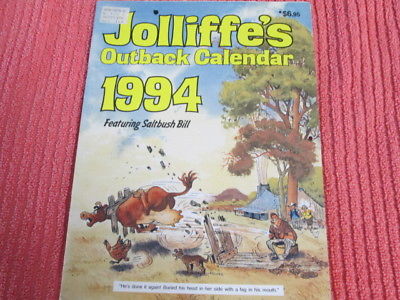 $6.95
Jolliffe's
Outback Calendar
1994
Featuring Saltbush Bill
"He's done it again! Buried his head in her side with a fag in his mouth."